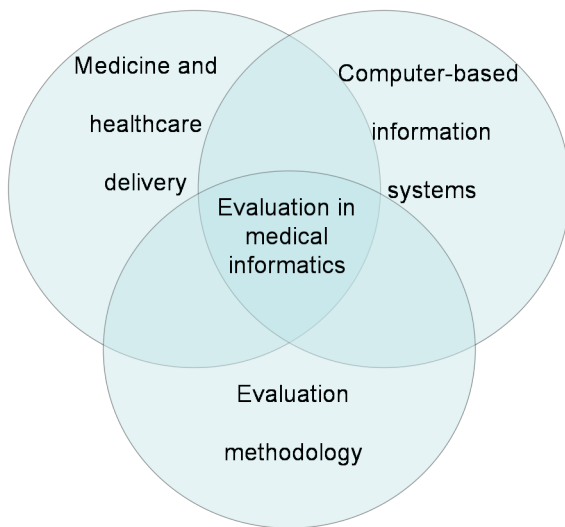 Medicine and
healthcare
delivery
Computer-based
information
systems
Evaluation in
medical
informatics
Evaluation
methodology